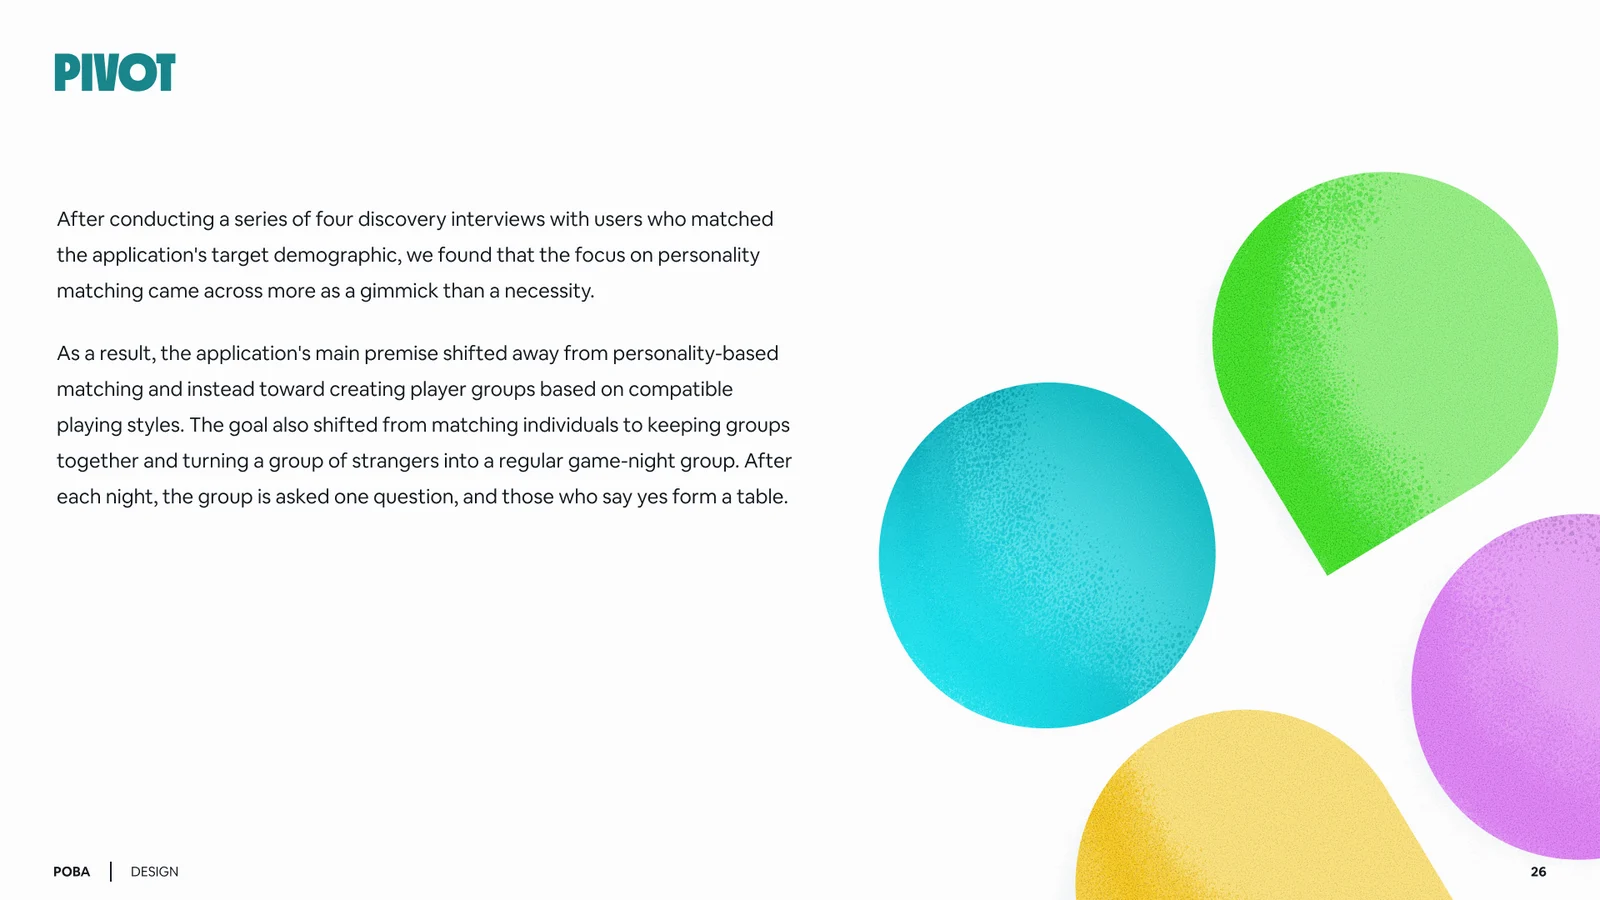 PIVOT
After conducting a series of four discovery interviews with users who matched
the application's target demographic, we found that the focus on personality
matching came across more as a gimmick than a necessity.
As a result, the application's main premise shifted away from personality-based
matching and instead toward creating player groups based on compatible
playing styles. The goal also shifted from matching individuals to keeping groups
together and turning a group of strangers into a regular game-night group. After
each night, the group is asked one question, and those who say yes form a table.
POBA | DESIGN
26